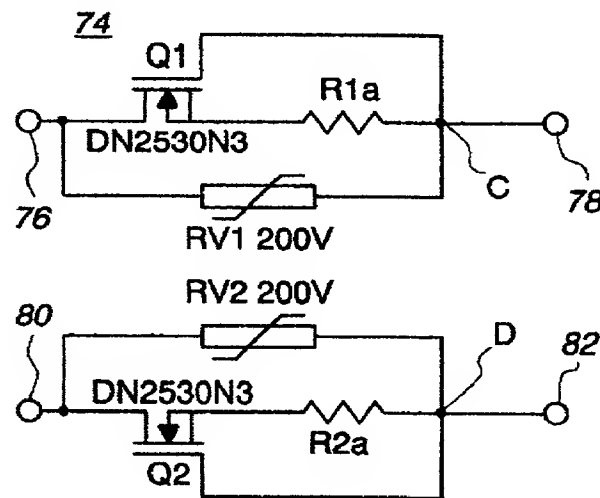 74
Q1
R1a
DN2530N3
C
76
78
RV1 200V
RV2 200V
80
D
82
DN2530N3
R2a
Q2